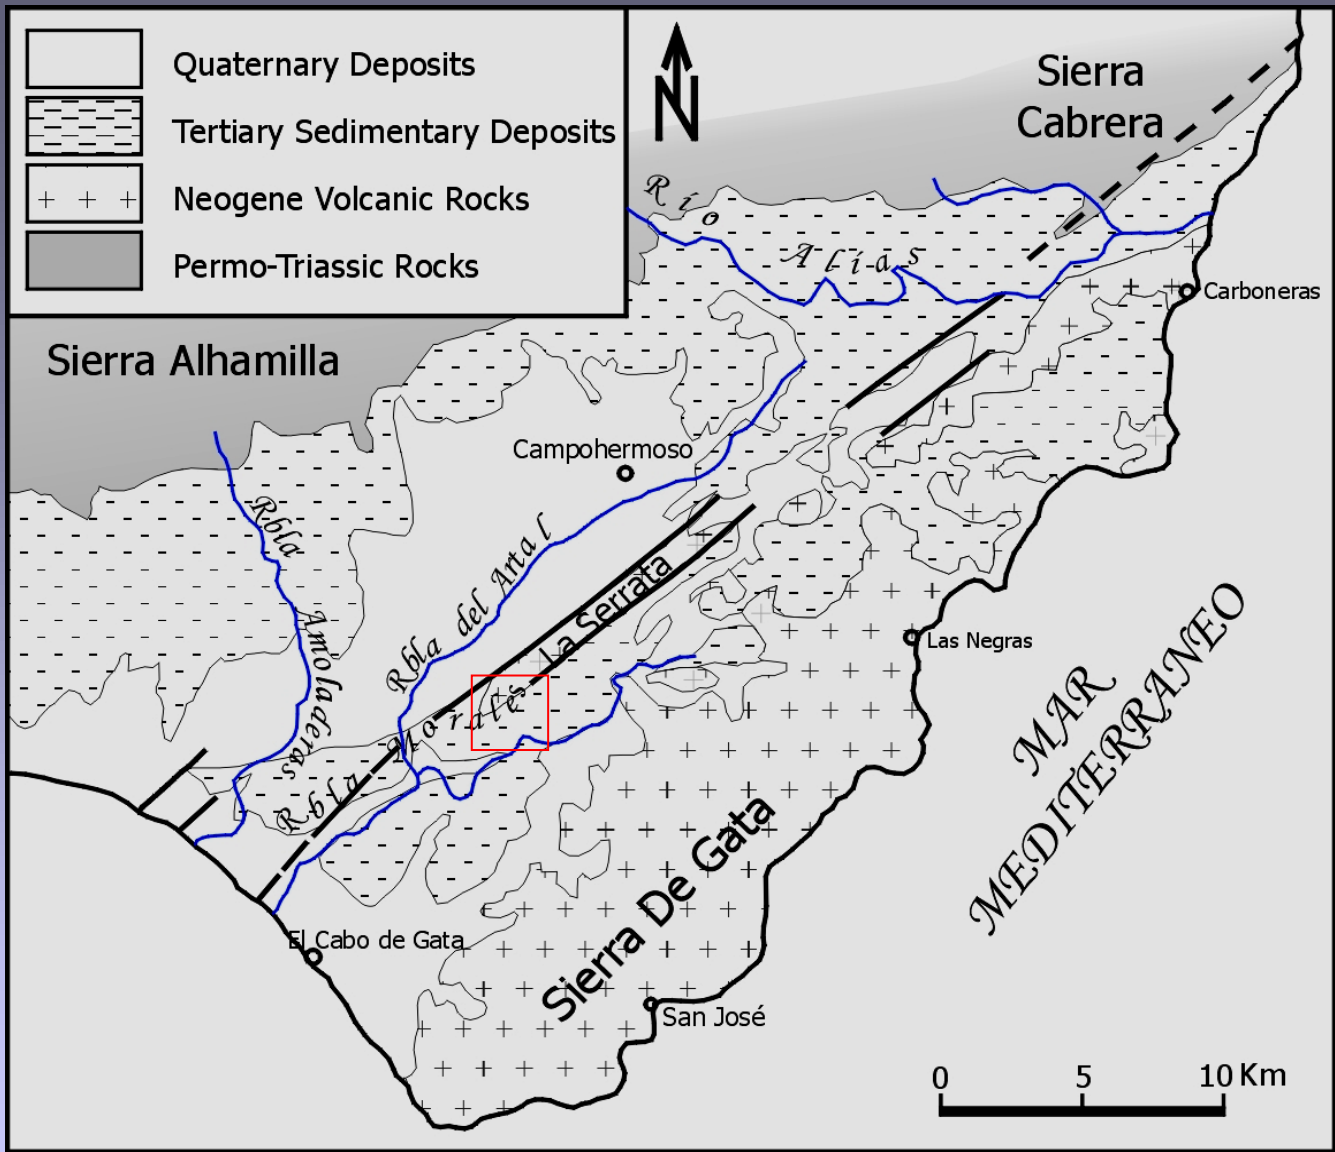 Quaternary Deposits
Tertiary Sedimentary Deposits
Neogene Volcanic Rocks
Permo-Triassic Rocks
N
Sierra
Cabrera
Río
Alías
Carboneras
Sierra Alhamilla
Campohermoso
Rbla
Amoladeras
Rbla del Artal
La Serrata
Las Negras
Rbla Morales
MAR
MEDITERRANEO
Sierra De Gata
El Cabo de Gata
San José
0 5 10 Km